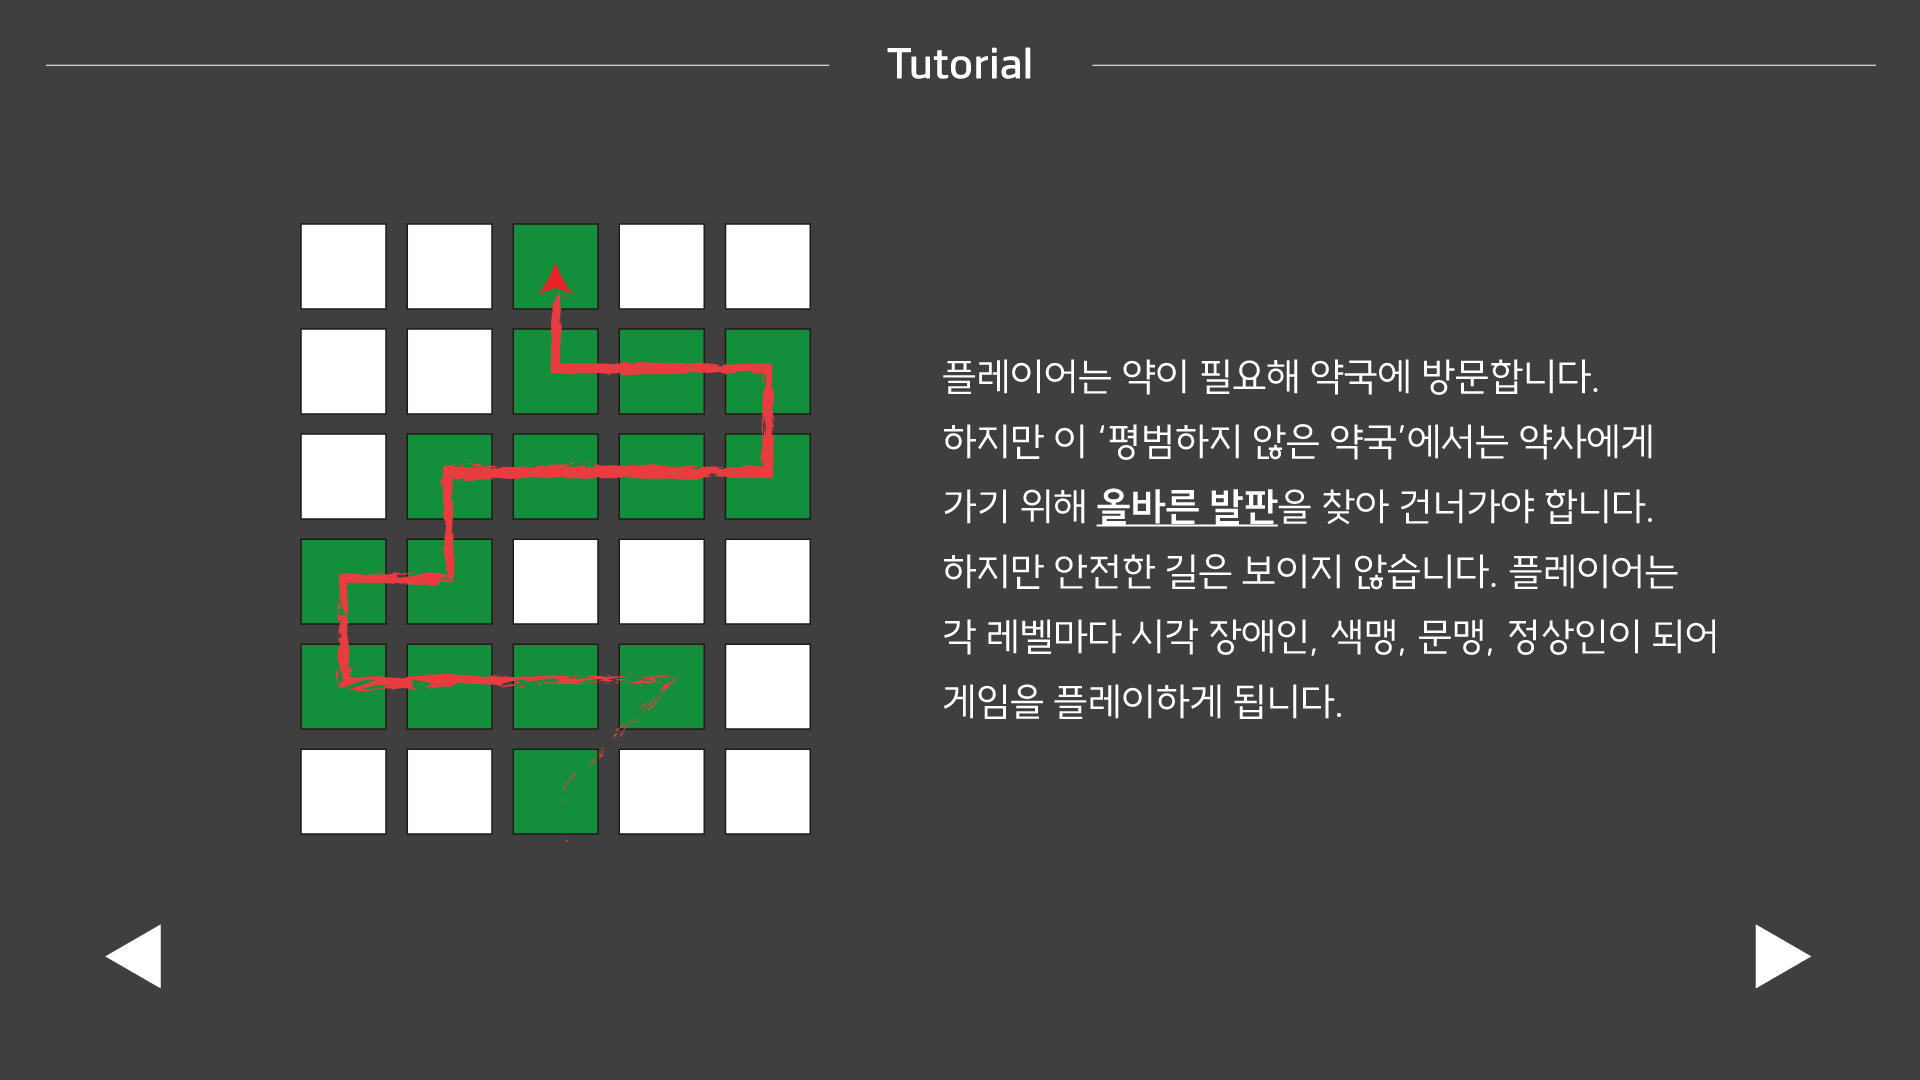 Tutorial
플레이어는 약이 필요해 약국에 방문합니다.
하지만 이 ‘평범하지 않은 약국’에서는 약사에게
가기 위해 올바른 발판을 찾아 건너가야 합니다.
하지만 안전한 길은 보이지 않습니다. 플레이어는
각 레벨마다 시각 장애인, 색맹, 문맹, 정상인이 되어
게임을 플레이하게 됩니다.